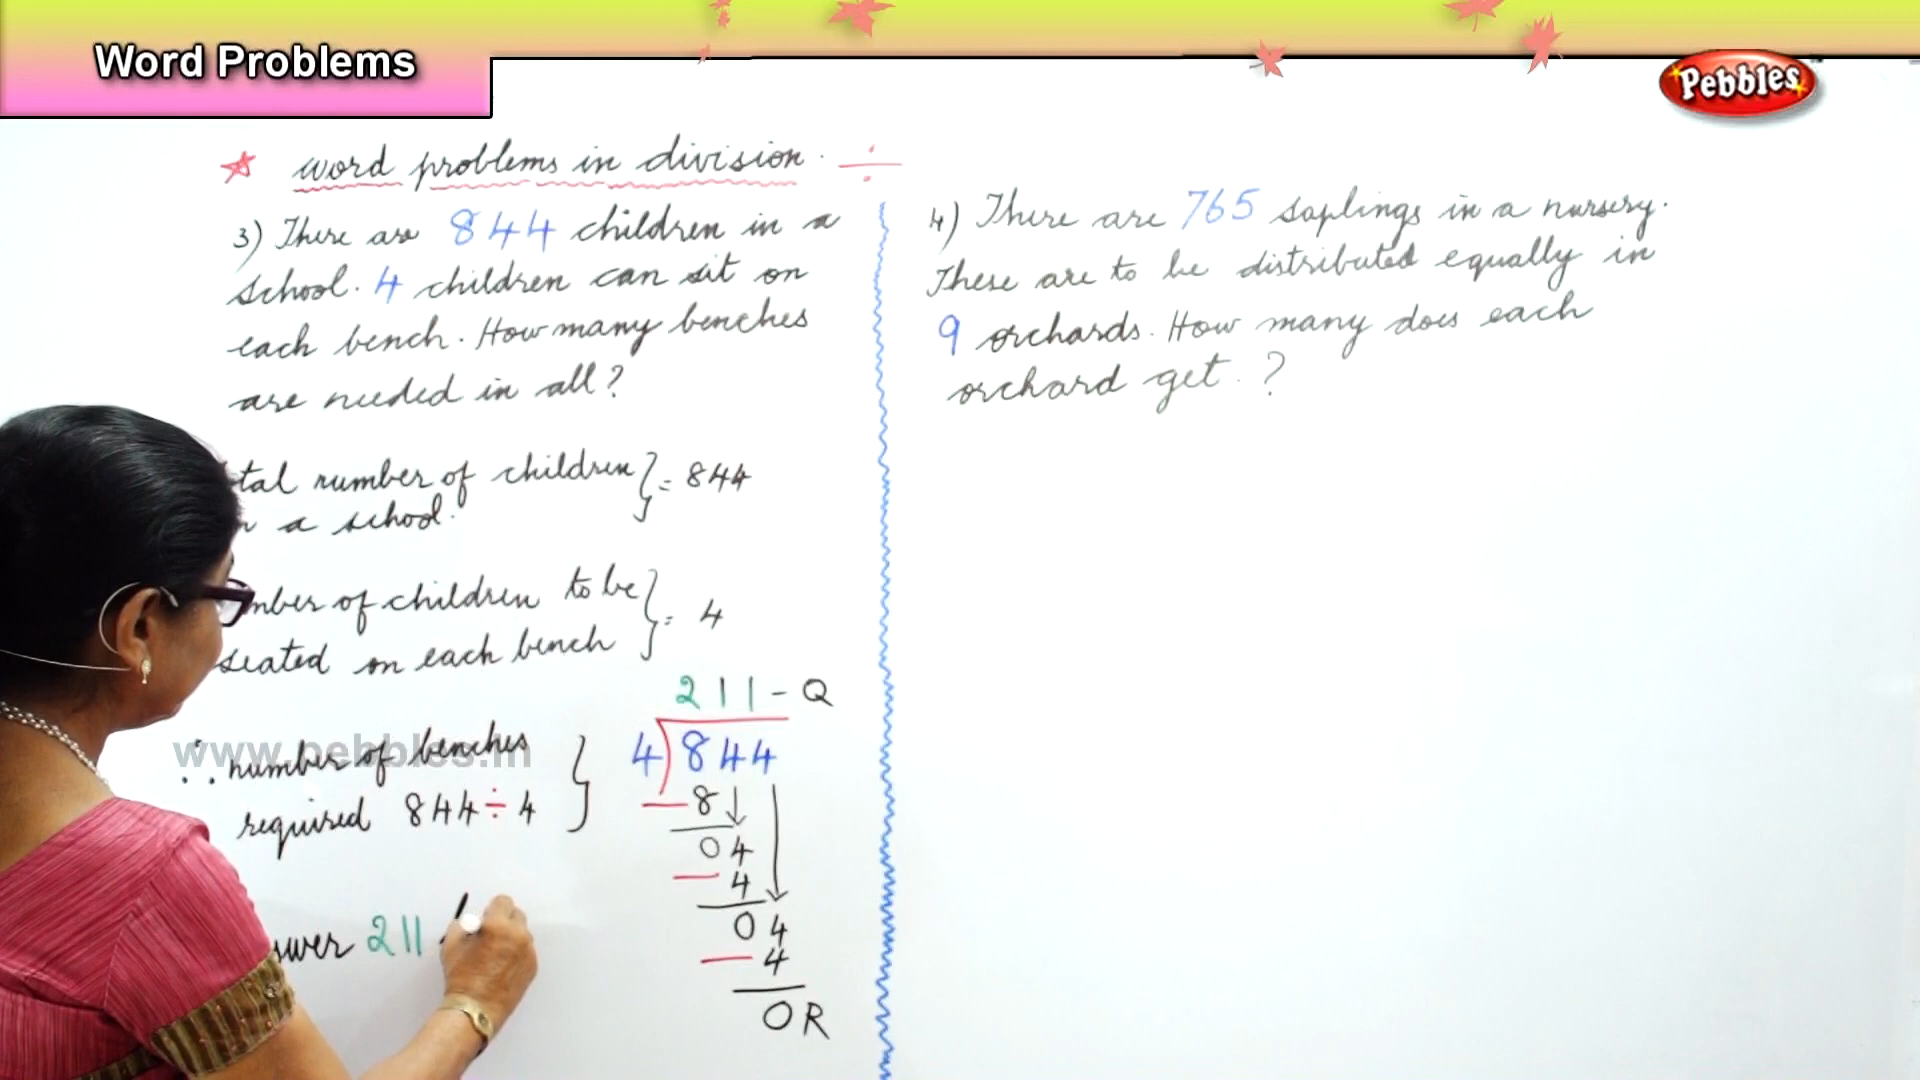 Word Problems
Pebbles
word problems in division. ÷
3) There are 844 children in a
school. 4 children can sit on
each bench. How many benches
are needed in all?
tal number of children } = 844
a school.
mber of children to be } = 4
seated on each bench
∴ number of benches }
required 844 ÷ 4
www.pebbles.in
swer 211
211 - Q
4) 844
- 8
04
- 4
04
- 4
0 R
4) There are 765 saplings in a nursery.
These are to be distributed equally in
9 orchards. How many does each
orchard get.?